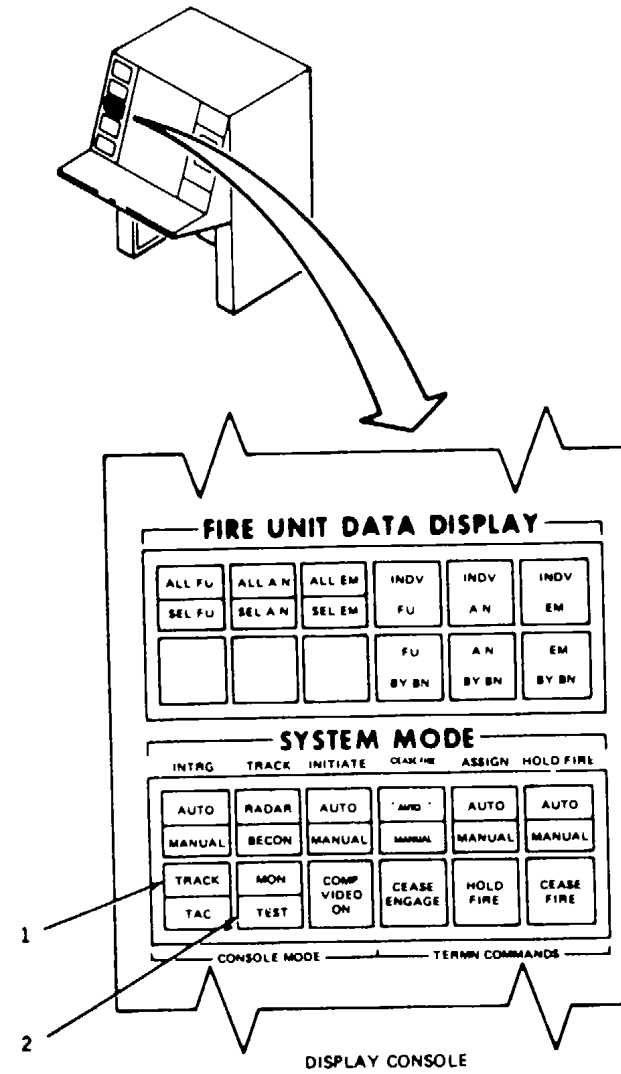 FIRE UNIT DATA DISPLAY
ALL FU ALL A N ALL EM INDV INDV INDV
SEL FU SEL A N SEL EM FU A N EM
FU A N EM
BY BN BY BN BY BN
SYSTEM MODE
INTRG TRACK INITIATE CEASE FIRE ASSIGN HOLD FIRE
AUTO RADAR AUTO AUTO AUTO AUTO
MANUAL BECON MANUAL MANUAL MANUAL MANUAL
TRACK MON COMP VIDEO ON CEASE ENGAGE HOLD FIRE CEASE FIRE
TAC TEST
1
CONSOLE MODE TERMN COMMANDS
2
DISPLAY CONSOLE